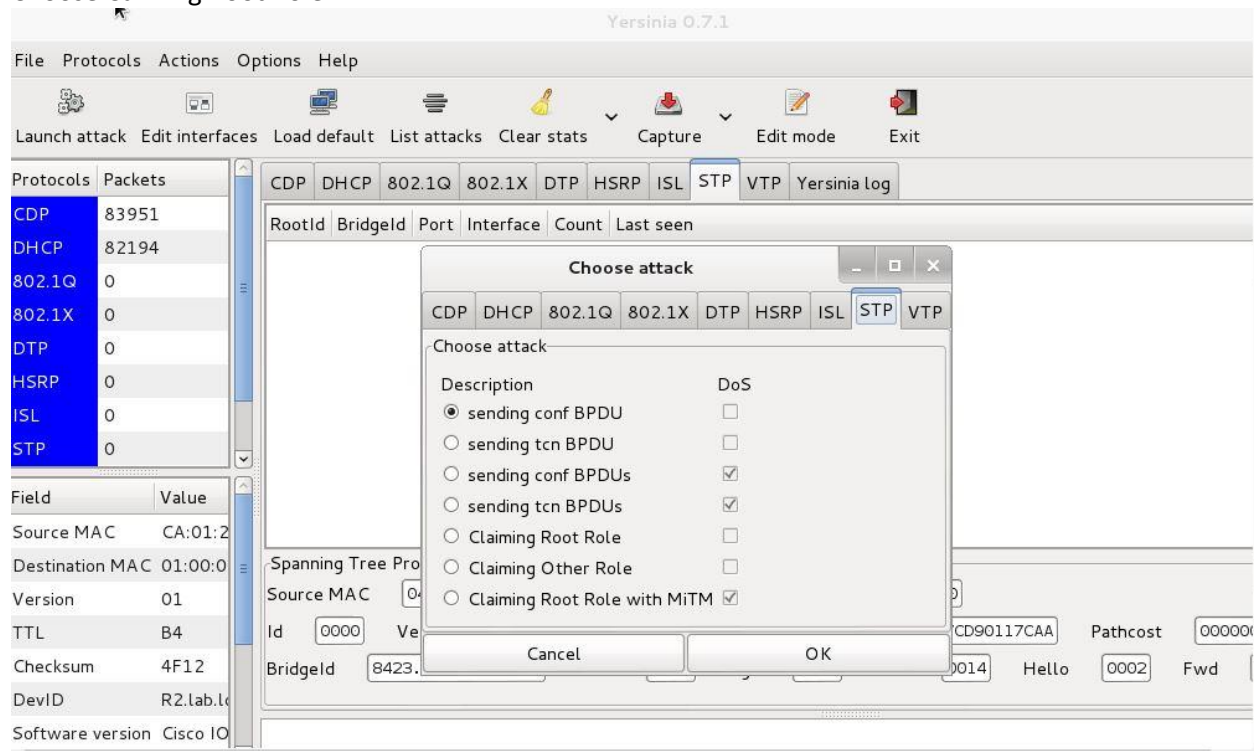 Yersinia 0.7.1
File Protocols Actions Options Help
Launch attack Edit interfaces Load default List attacks Clear stats Capture Edit mode Exit
Protocols Packets
CDP 83951
DHCP 82194
802.1Q 0
802.1X 0
DTP 0
HSRP 0
ISL 0
STP 0
Field Value
Source MAC CA:01:2
Destination MAC 01:00:0
Version 01
TTL B4
Checksum 4F12
DevID R2.lab.lo
Software version Cisco IO
CDP DHCP 802.1Q 802.1X DTP HSRP ISL STP VTP Yersinia log
RootId BridgeId Port Interface Count Last seen
Choose attack
CDP DHCP 802.1Q 802.1X DTP HSRP ISL STP VTP
Choose attack
Description DoS
sending conf BPDU
sending tcn BPDU
sending conf BPDUs
sending tcn BPDUs
Claiming Root Role
Claiming Other Role
Claiming Root Role with MiTM
Cancel OK
Spanning Tree Pro
Source MAC
Id 0000 Ve CD90117CAA Pathcost 000000
BridgeId 8423. 0014 Hello 0002 Fwd